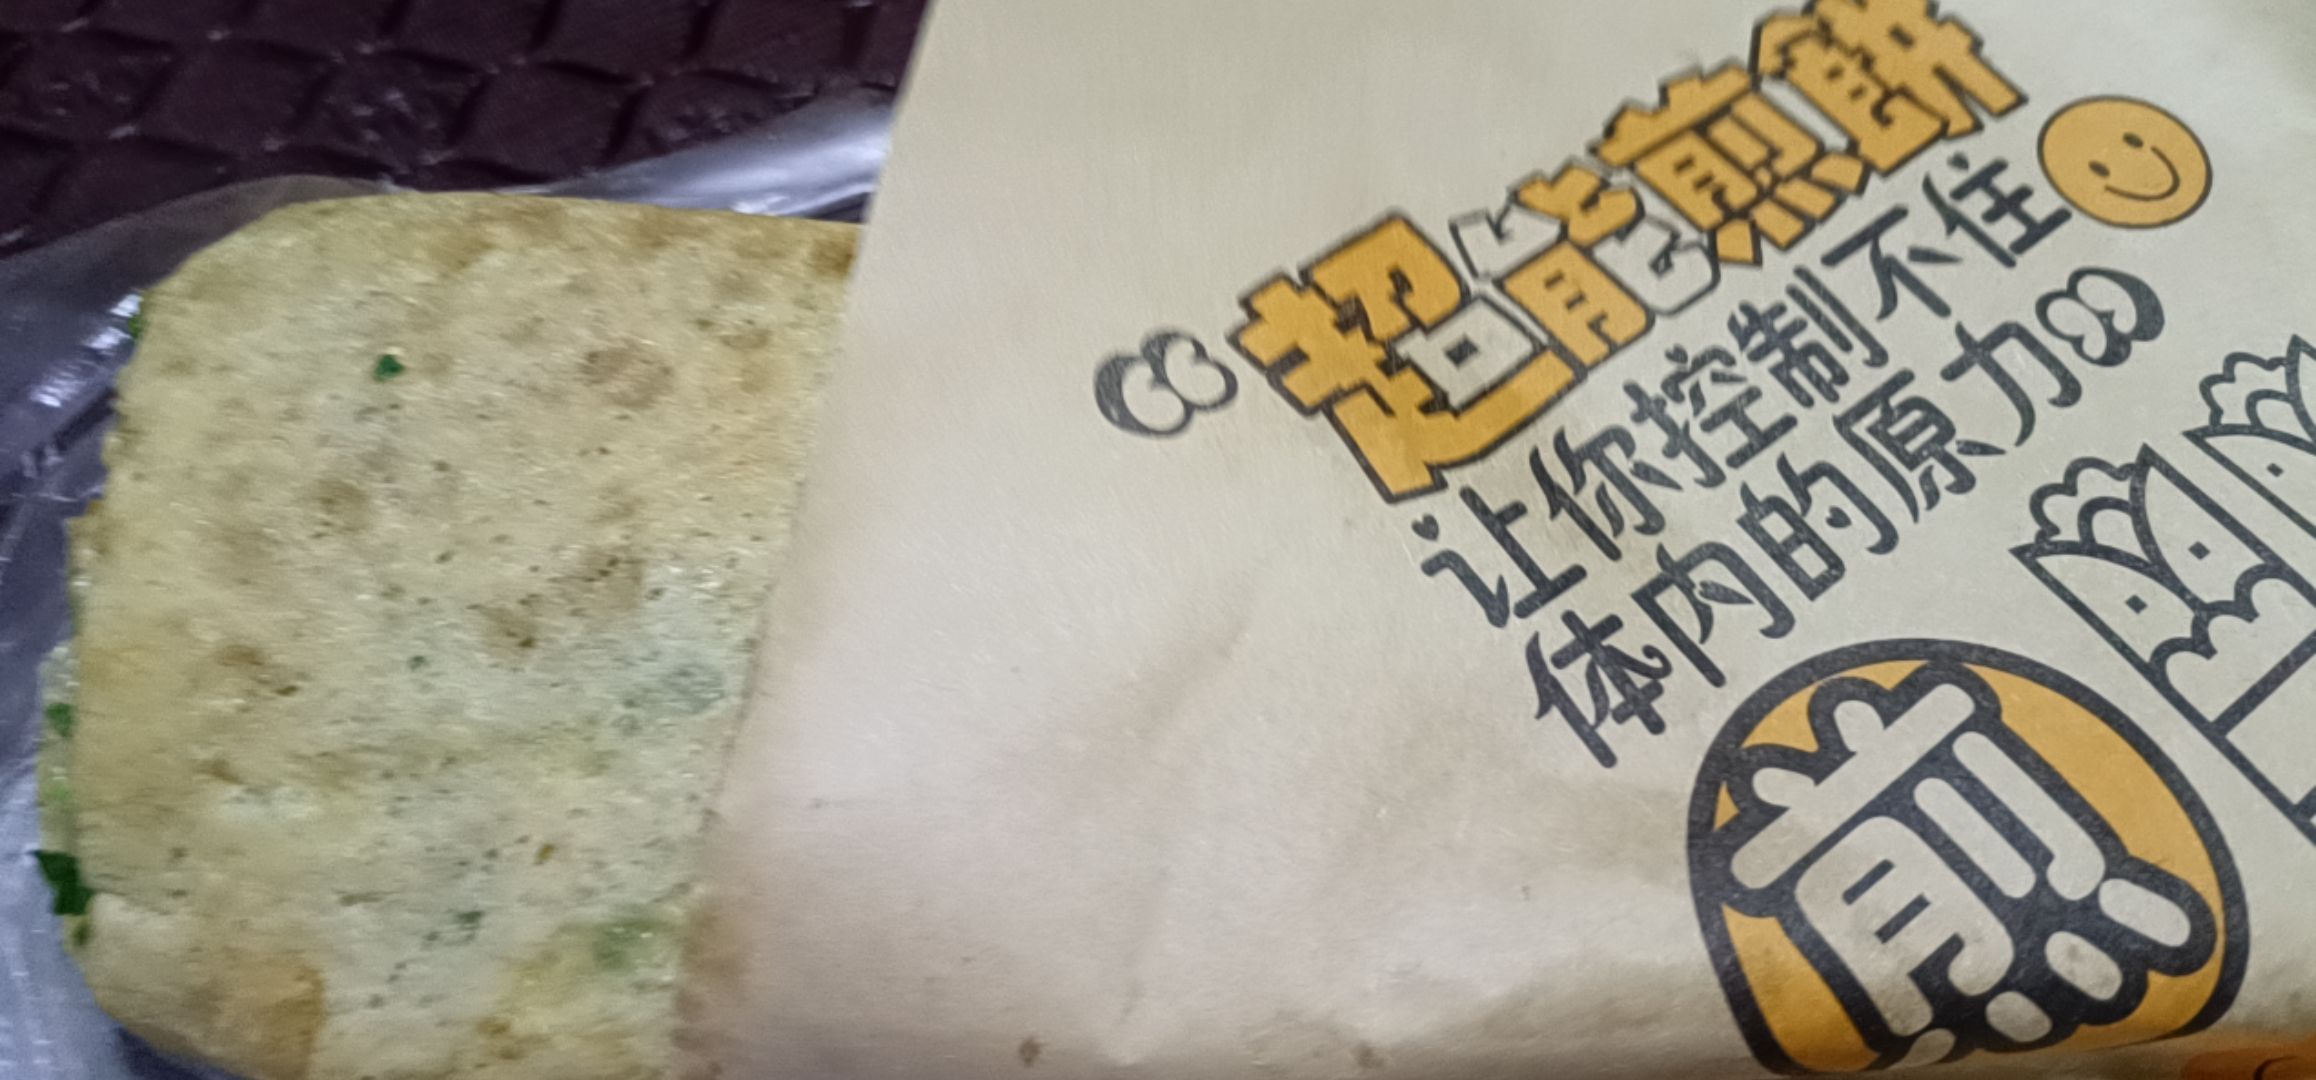 超能煎餅
让你控制不住
体内的原力
煎